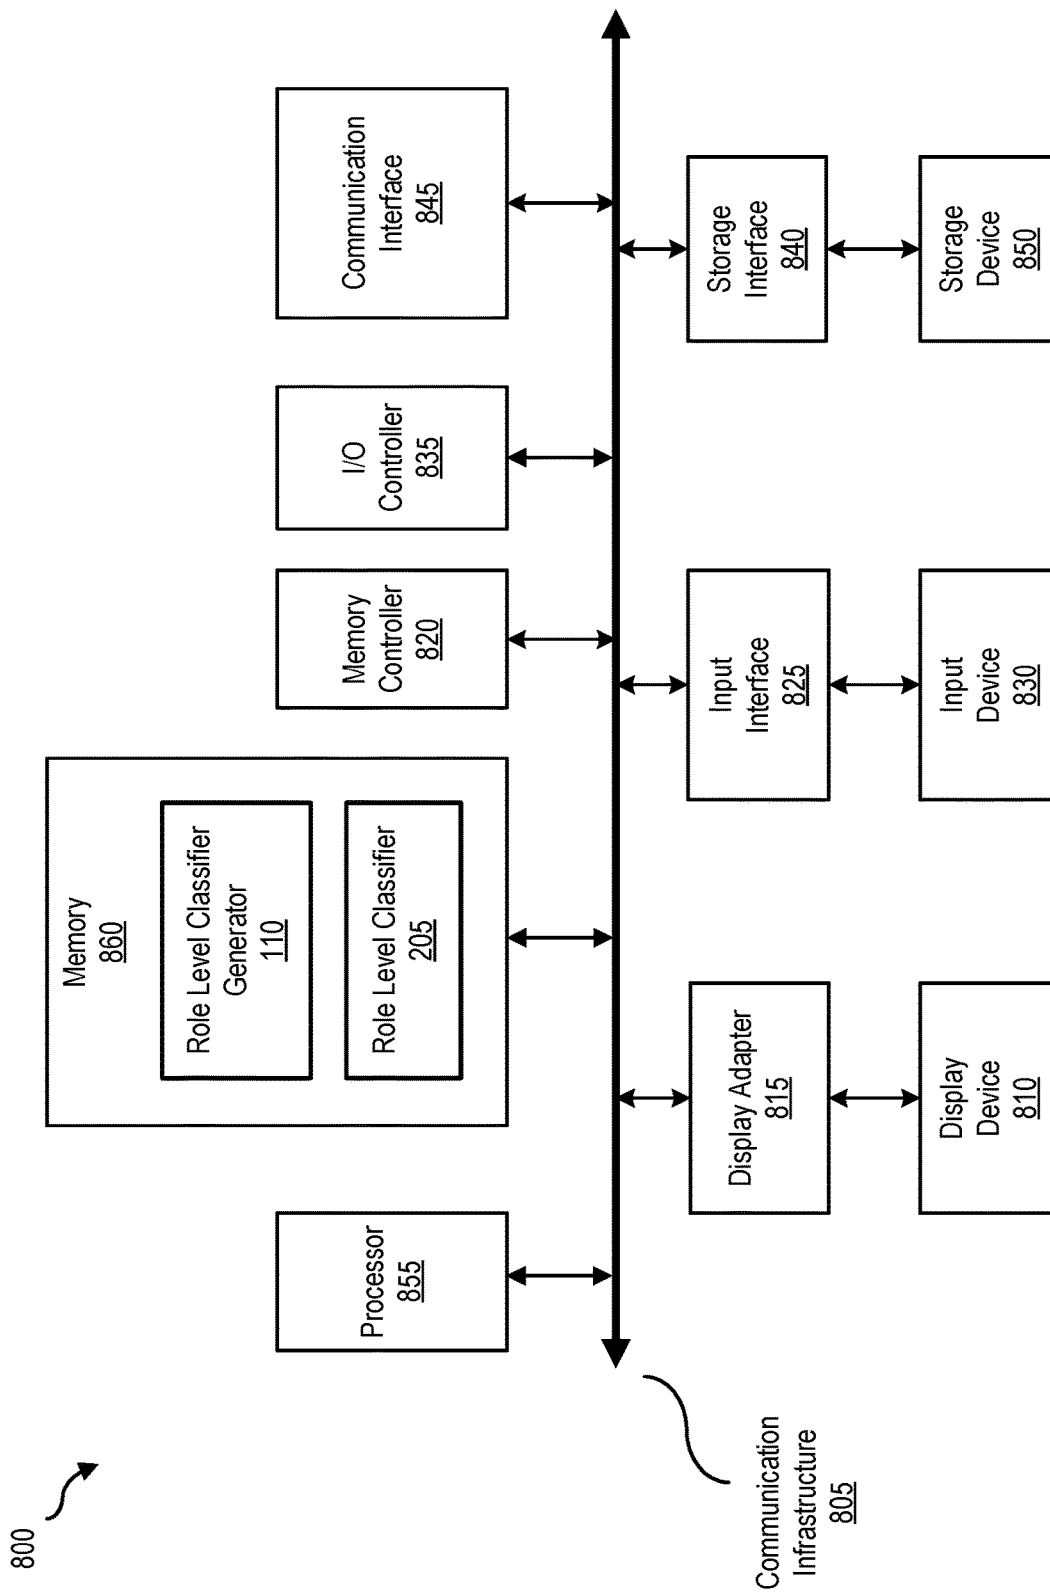 800
Processor
855
Memory
860
Role Level Classifier
Generator
110
Role Level Classifier
205
Memory
Controller
820
I/O
Controller
835
Communication
Interface
845
Communication
Infrastructure
805
Display Adapter
815
Input
Interface
825
Storage
Interface
840
Display
Device
810
Input
Device
830
Storage
Device
850